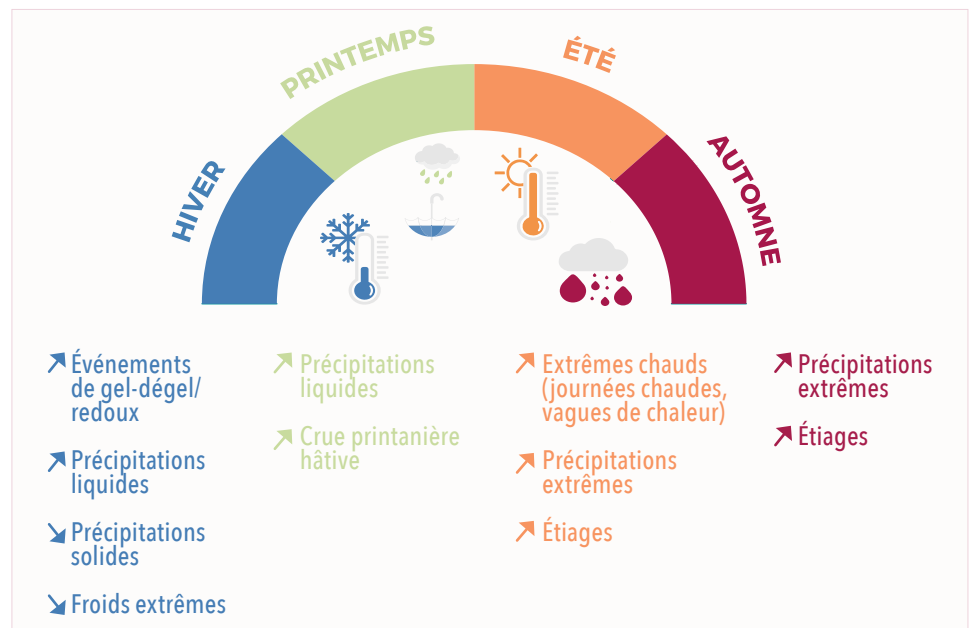 HIVER
PRINTEMPS
ÉTÉ
AUTOMNE
Événements
de gel-dégel/
redoux
Précipitations
liquides
Précipitations
solides
Froids extrêmes
Précipitations
liquides
Crue printanière
hâtive
Extrêmes chauds
(journées chaudes,
vagues de chaleur)
Précipitations
extrêmes
Étiages
Précipitations
extrêmes
Étiages